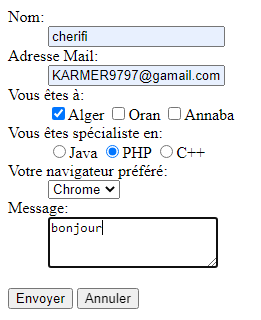 Nom:
cherifi
Adresse Mail:
KARMER9797@gamail.com
Vous êtes à:
Alger Oran Annaba
Vous êtes spécialiste en:
Java PHP C++
Votre navigateur préféré:
Chrome
Message:
bonjour
Envoyer Annuler